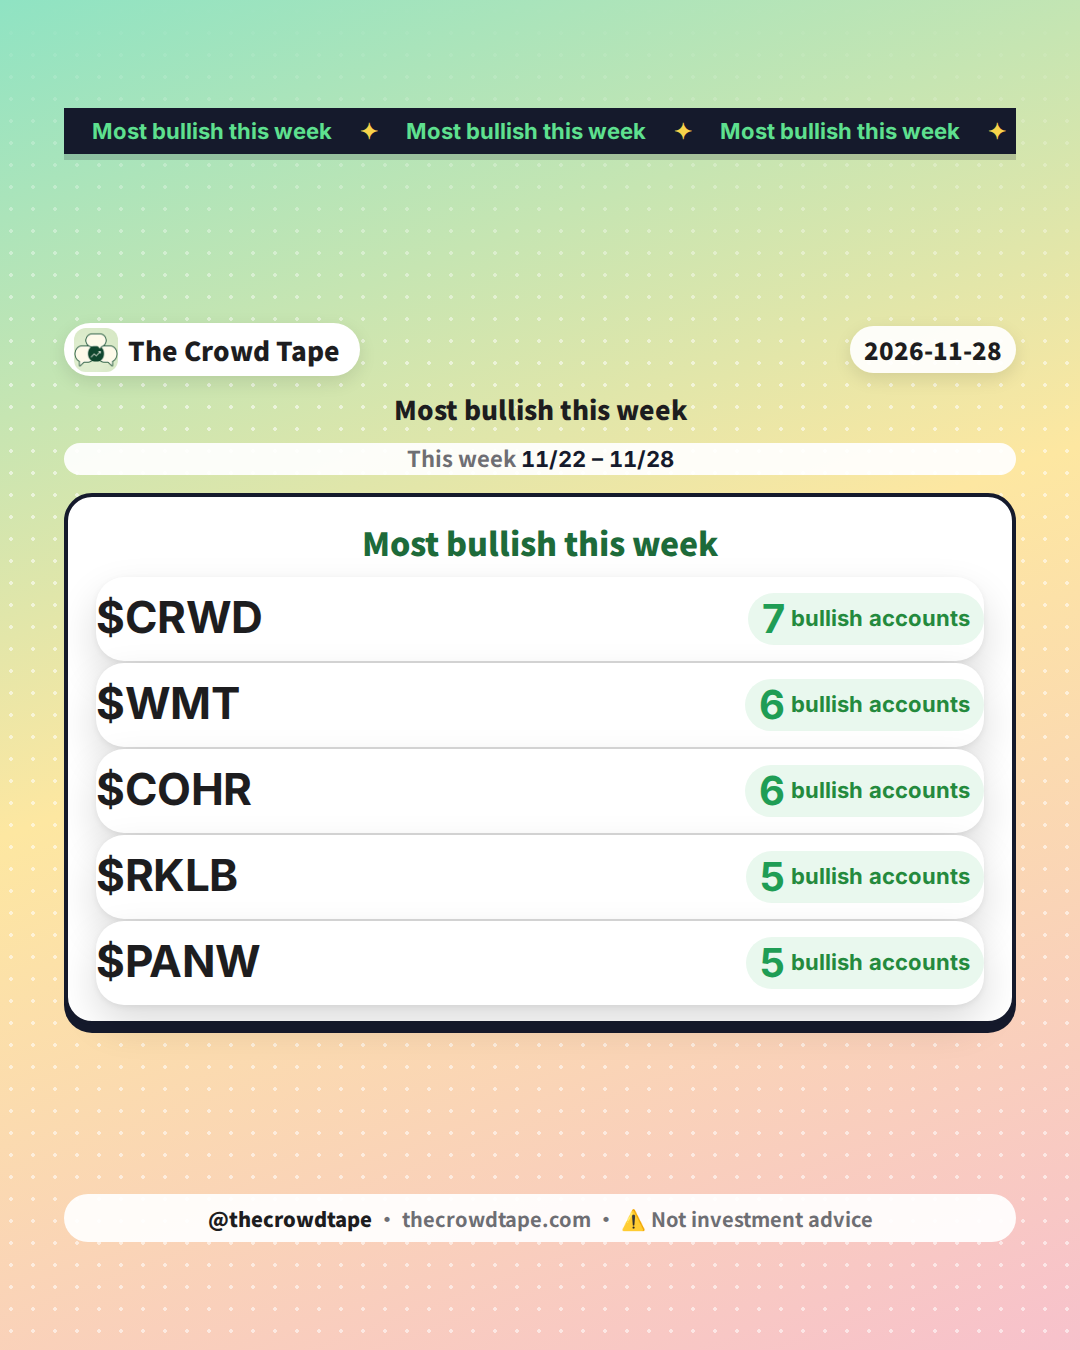 Most bullish this week ✦ Most bullish this week ✦ Most bullish this week ✦
The Crowd Tape
2026-11-28
Most bullish this week
This week 11/22 – 11/28
Most bullish this week
$CRWD 7 bullish accounts
$WMT 6 bullish accounts
$COHR 6 bullish accounts
$RKLB 5 bullish accounts
$PANW 5 bullish accounts
@thecrowdtape • thecrowdtape.com • ⚠️ Not investment advice